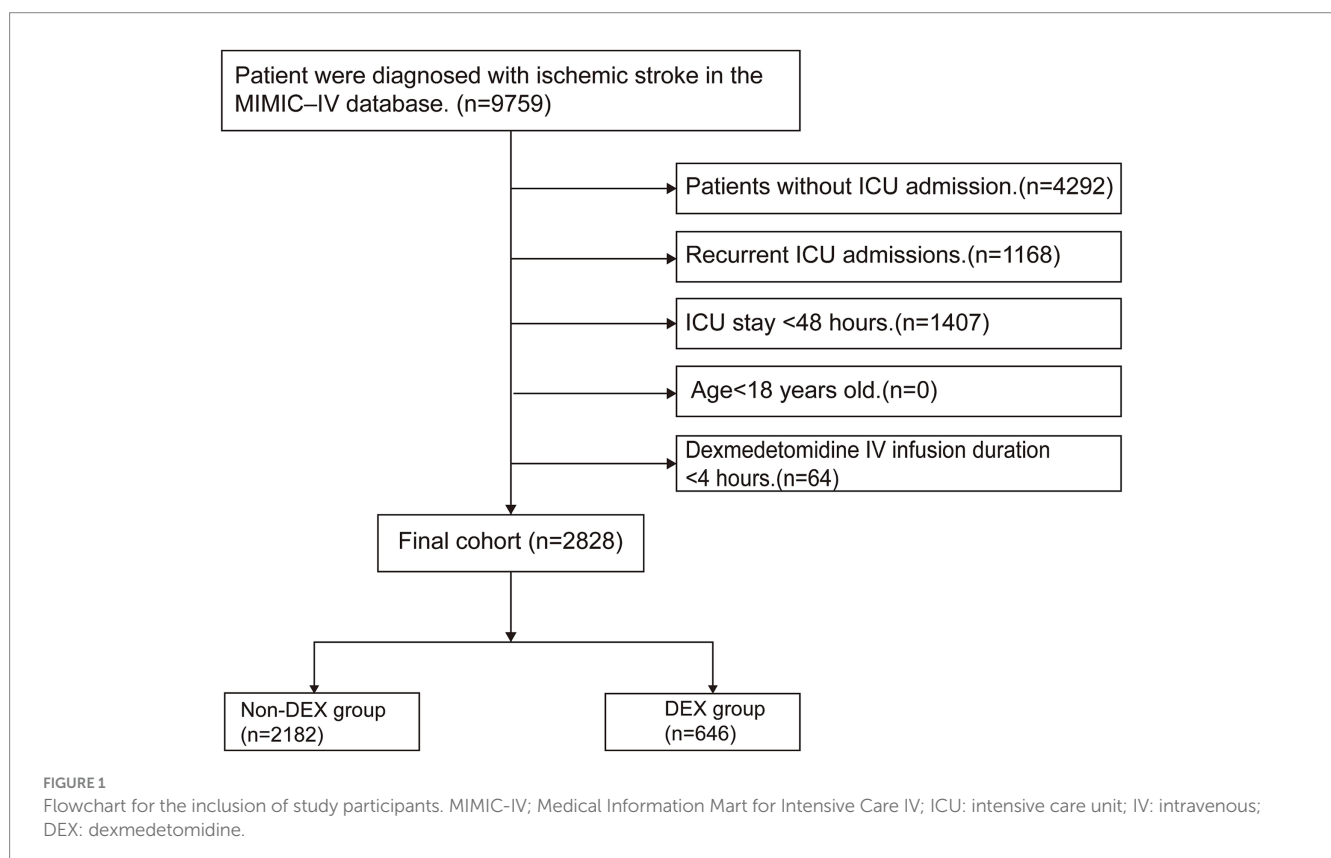 Patient were diagnosed with ischemic stroke in the
MIMIC–IV database. (n=9759)
Patients without ICU admission.(n=4292)
Recurrent ICU admissions.(n=1168)
ICU stay <48 hours.(n=1407)
Age<18 years old.(n=0)
Dexmedetomidine IV infusion duration
<4 hours.(n=64)
Final cohort (n=2828)
Non-DEX group
(n=2182)
DEX group
(n=646)
FIGURE 1
Flowchart for the inclusion of study participants. MIMIC-IV; Medical Information Mart for Intensive Care IV; ICU: intensive care unit; IV: intravenous;
DEX: dexmedetomidine.